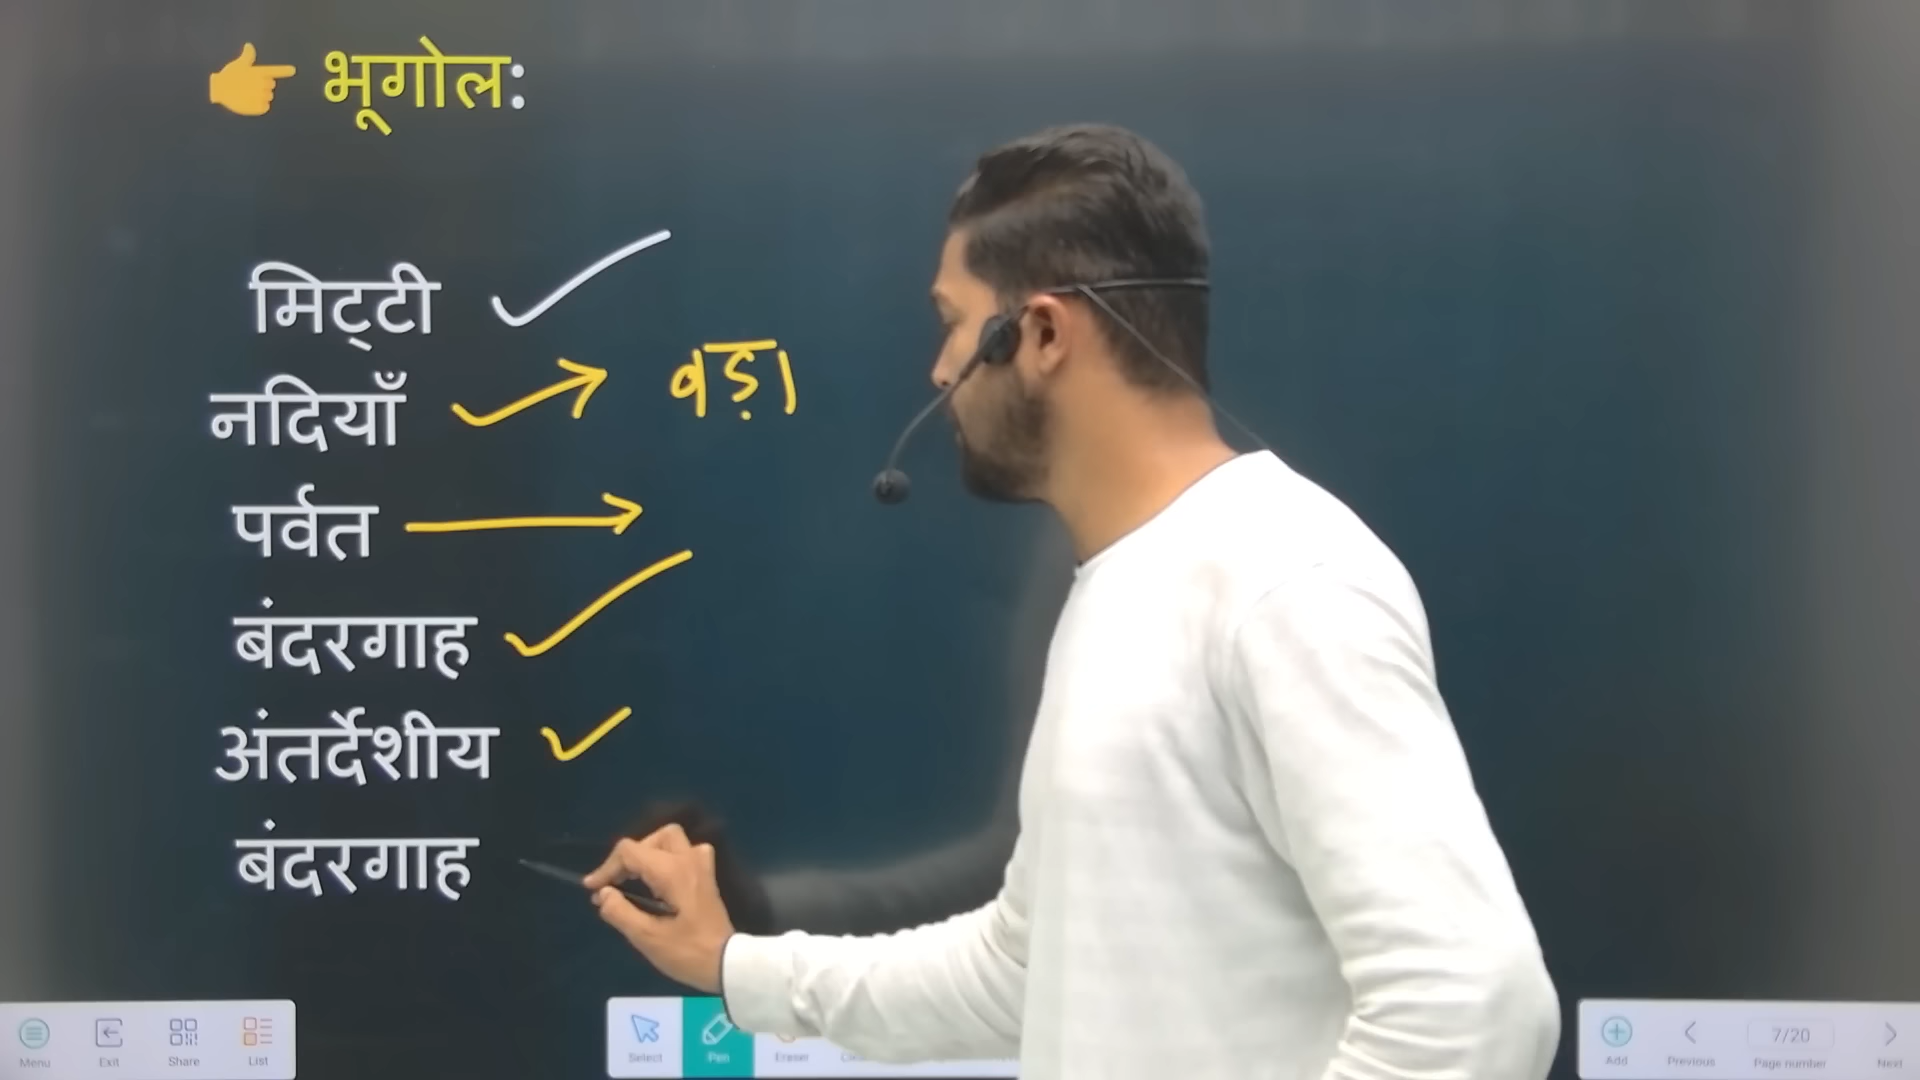 👉 भूगोल:
मिट्टी
नदियाँ बड़ा
पर्वत
बंदरगाह
अंतर्देशीय
बंदरगाह
Menu Exit Share List Select Pen Eraser Add Previous 7/20 Page number Next